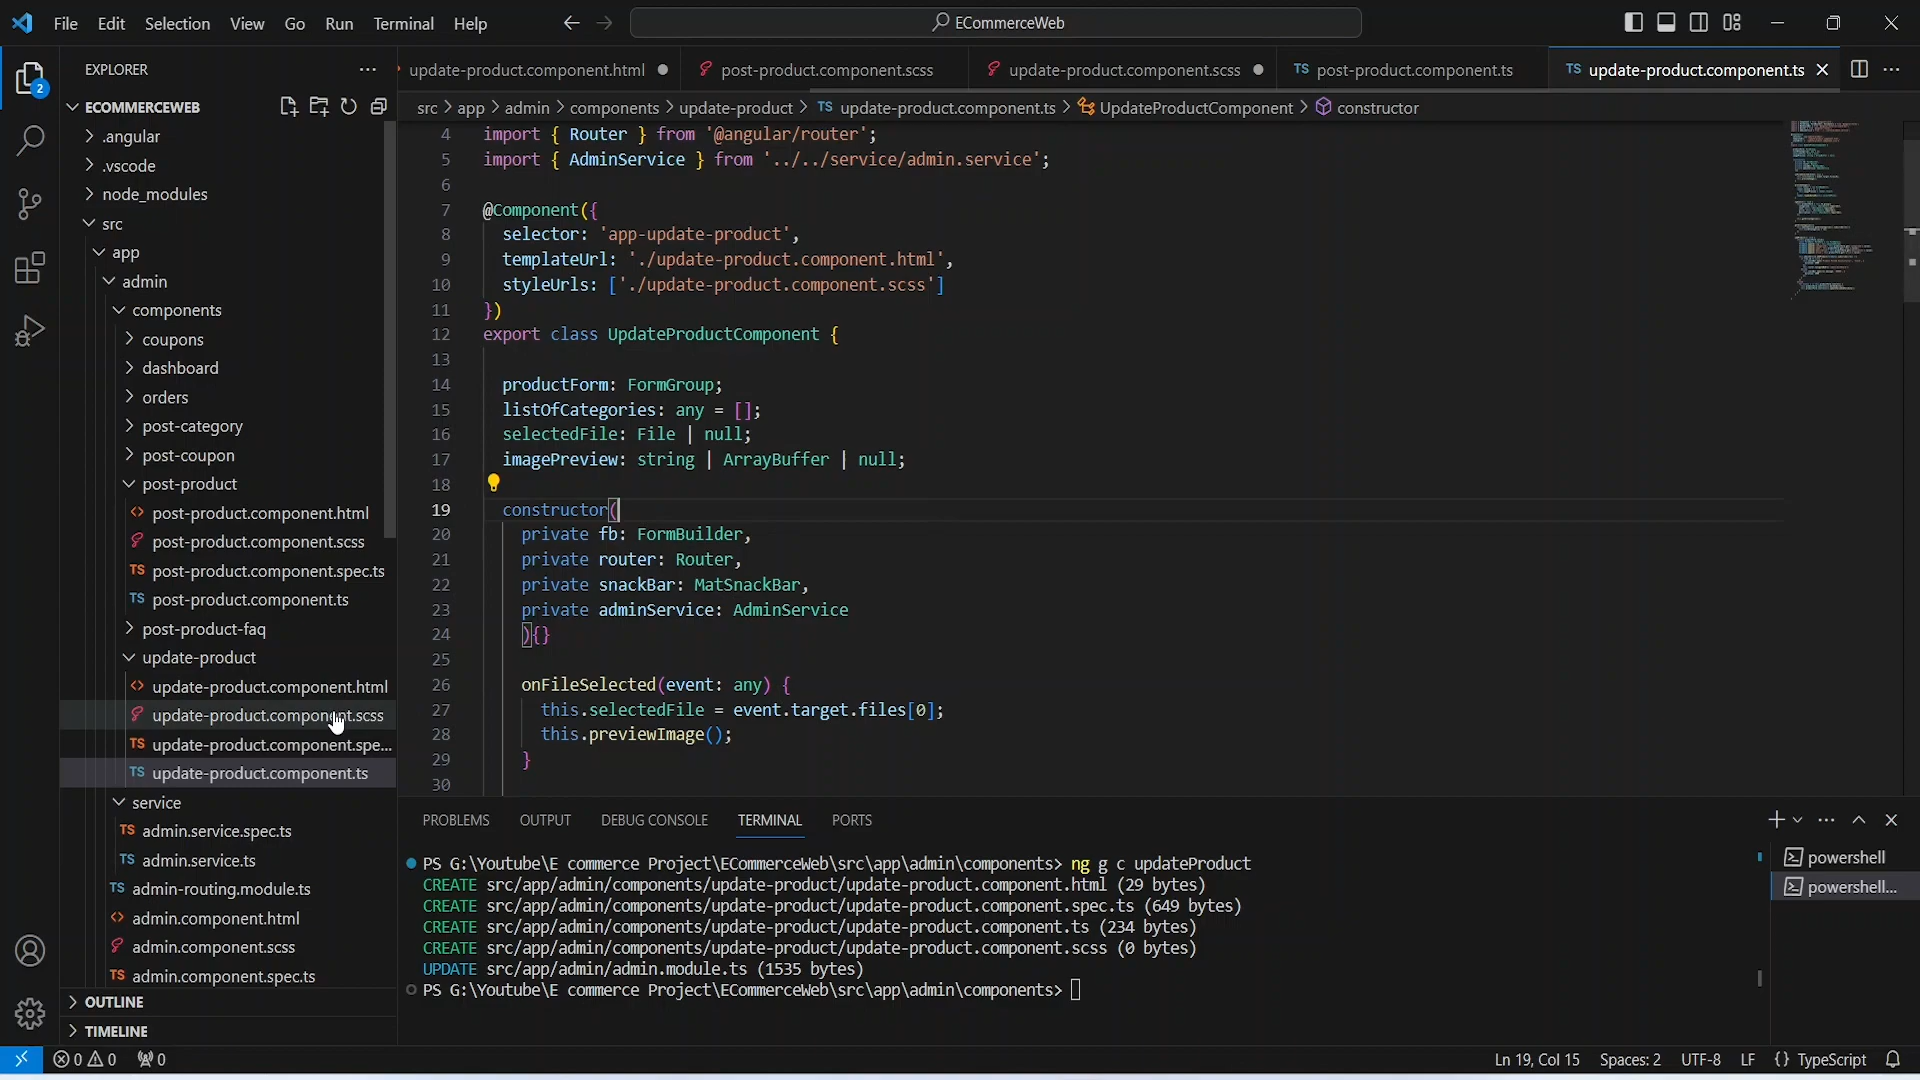 File Edit Selection View Go Run Terminal Help
ECommerceWeb
EXPLORER
update-product.component.html
post-product.component.scss
update-product.component.scss
TS post-product.component.ts
TS update-product.component.ts
ECOMMERCEWEB
src > app > admin > components > update-product > TS update-product.component.ts > UpdateProductComponent > constructor
2
.angular
.vscode
node_modules
src
app
admin
components
coupons
dashboard
orders
post-category
post-coupon
post-product
post-product.component.html
post-product.component.scss
TS post-product.component.spec.ts
TS post-product.component.ts
post-product-faq
update-product
update-product.component.html
update-product.component.scss
TS update-product.component.spe...
TS update-product.component.ts
service
TS admin.service.spec.ts
TS admin.service.ts
TS admin-routing.module.ts
admin.component.html
admin.component.scss
TS admin.component.spec.ts
OUTLINE
TIMELINE
4 import { Router } from '@angular/router';
5 import { AdminService } from '../../service/admin.service';
6
7 @Component({
8 selector: 'app-update-product',
9 templateUrl: './update-product.component.html',
10 styleUrls: ['./update-product.component.scss']
11 })
12 export class UpdateProductComponent {
13
14 productForm: FormGroup;
15 listOfCategories: any = [];
16 selectedFile: File | null;
17 imagePreview: string | ArrayBuffer | null;
18
19 constructor(
20 private fb: FormBuilder,
21 private router: Router,
22 private snackBar: MatSnackBar,
23 private adminService: AdminService
24 ){}
25
26 onFileSelected(event: any) {
27 this.selectedFile = event.target.files[0];
28 this.previewImage();
29 }
30
PROBLEMS OUTPUT DEBUG CONSOLE TERMINAL PORTS
PS G:\Youtube\E commerce Project\ECommerceWeb\src\app\admin\components> ng g c updateProduct
CREATE src/app/admin/components/update-product/update-product.component.html (29 bytes)
CREATE src/app/admin/components/update-product/update-product.component.spec.ts (649 bytes)
CREATE src/app/admin/components/update-product/update-product.component.ts (234 bytes)
CREATE src/app/admin/components/update-product/update-product.component.scss (0 bytes)
UPDATE src/app/admin/admin.module.ts (1535 bytes)
PS G:\Youtube\E commerce Project\ECommerceWeb\src\app\admin\components>
powershell
powershell...
0 0 0
Ln 19, Col 15 Spaces: 2 UTF-8 LF {} TypeScript